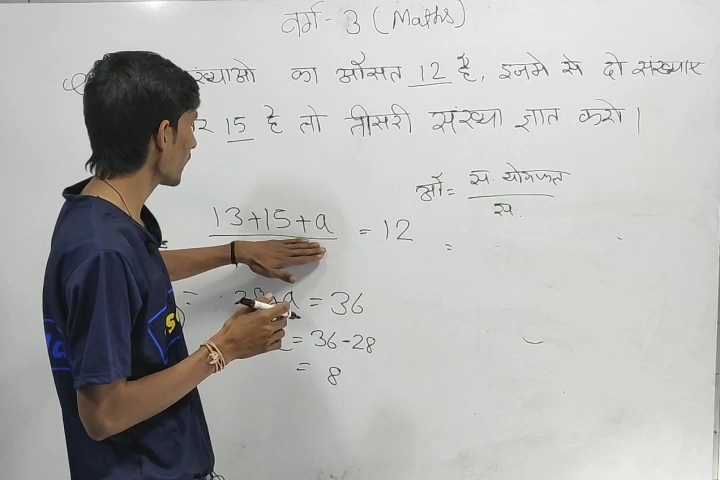 वर्ग - 3 (Maths)
का औसत 12 है, इनमे से दो संख्याए
15 है तो तीसरी संख्या ज्ञात करो।
औ = स. योगफल
स.
13+15+a = 12 =
= a = 36
= 36-28
= 8